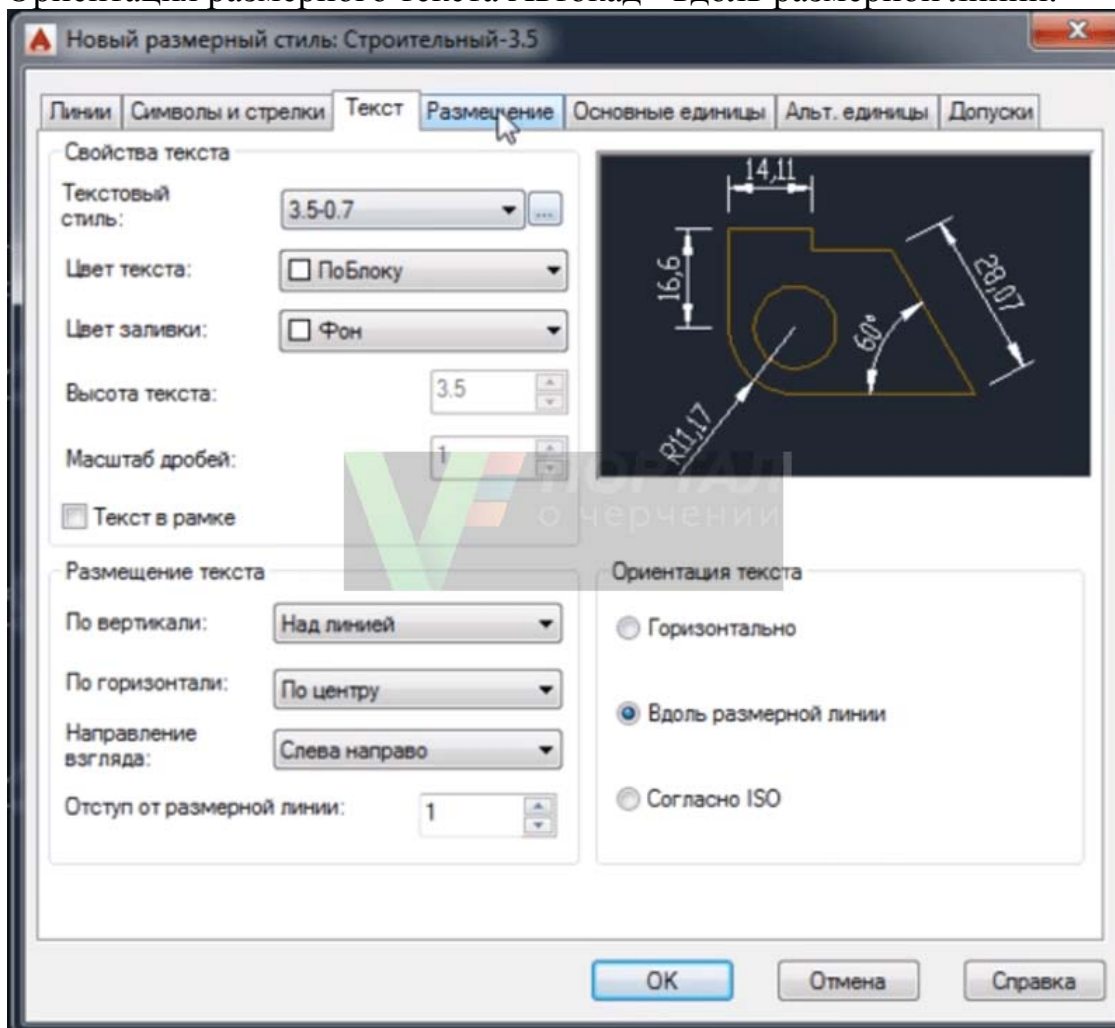 Ориентация размерного текста Автокад - вдоль размерной линии.
Новый размерный стиль: Строительный-3.5
Линии Символы и стрелки Текст Размещение Основные единицы Альт. единицы Допуски
Свойства текста
Текстовый
стиль:
3.5-0.7
...
Цвет текста:
ПоБлоку
Цвет заливки:
Фон
Высота текста:
3.5
Масштаб дробей:
1
Текст в рамке
14,11
16,6
28,07
60°
R11,17
ПОРТАЛ
о черчении
Размещение текста
По вертикали:
Над линией
По горизонтали:
По центру
Направление
взгляда:
Слева направо
Отступ от размерной линии:
1
Ориентация текста
Горизонтально
Вдоль размерной линии
Согласно ISO
OK
Отмена
Справка